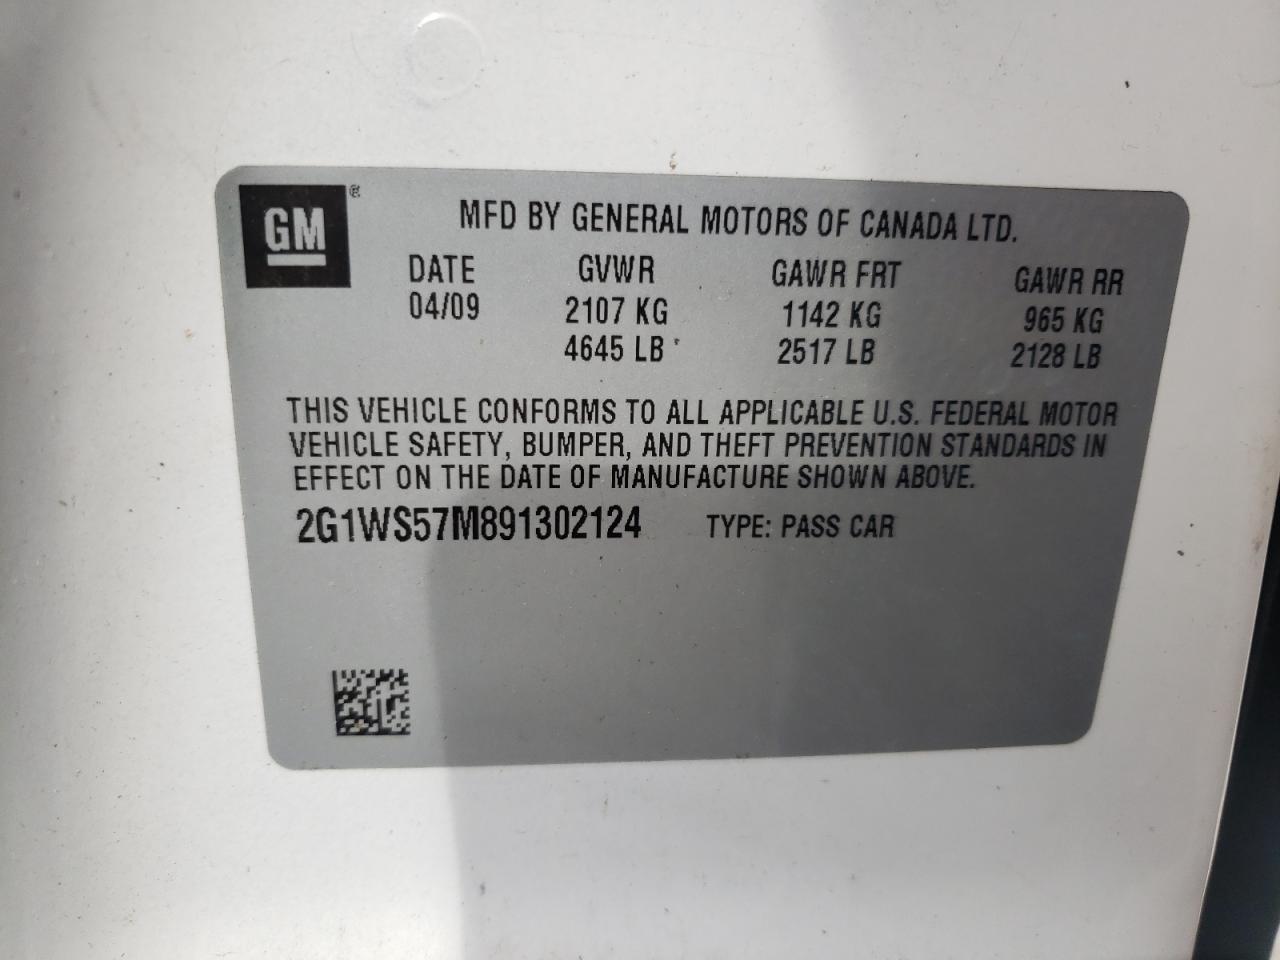 GM®
MFD BY GENERAL MOTORS OF CANADA LTD.
DATE GVWR GAWR FRT GAWR RR
04/09 2107 KG 1142 KG 965 KG
4645 LB 2517 LB 2128 LB
THIS VEHICLE CONFORMS TO ALL APPLICABLE U.S. FEDERAL MOTOR
VEHICLE SAFETY, BUMPER, AND THEFT PREVENTION STANDARDS IN
EFFECT ON THE DATE OF MANUFACTURE SHOWN ABOVE.
2G1WS57M891302124 TYPE: PASS CAR